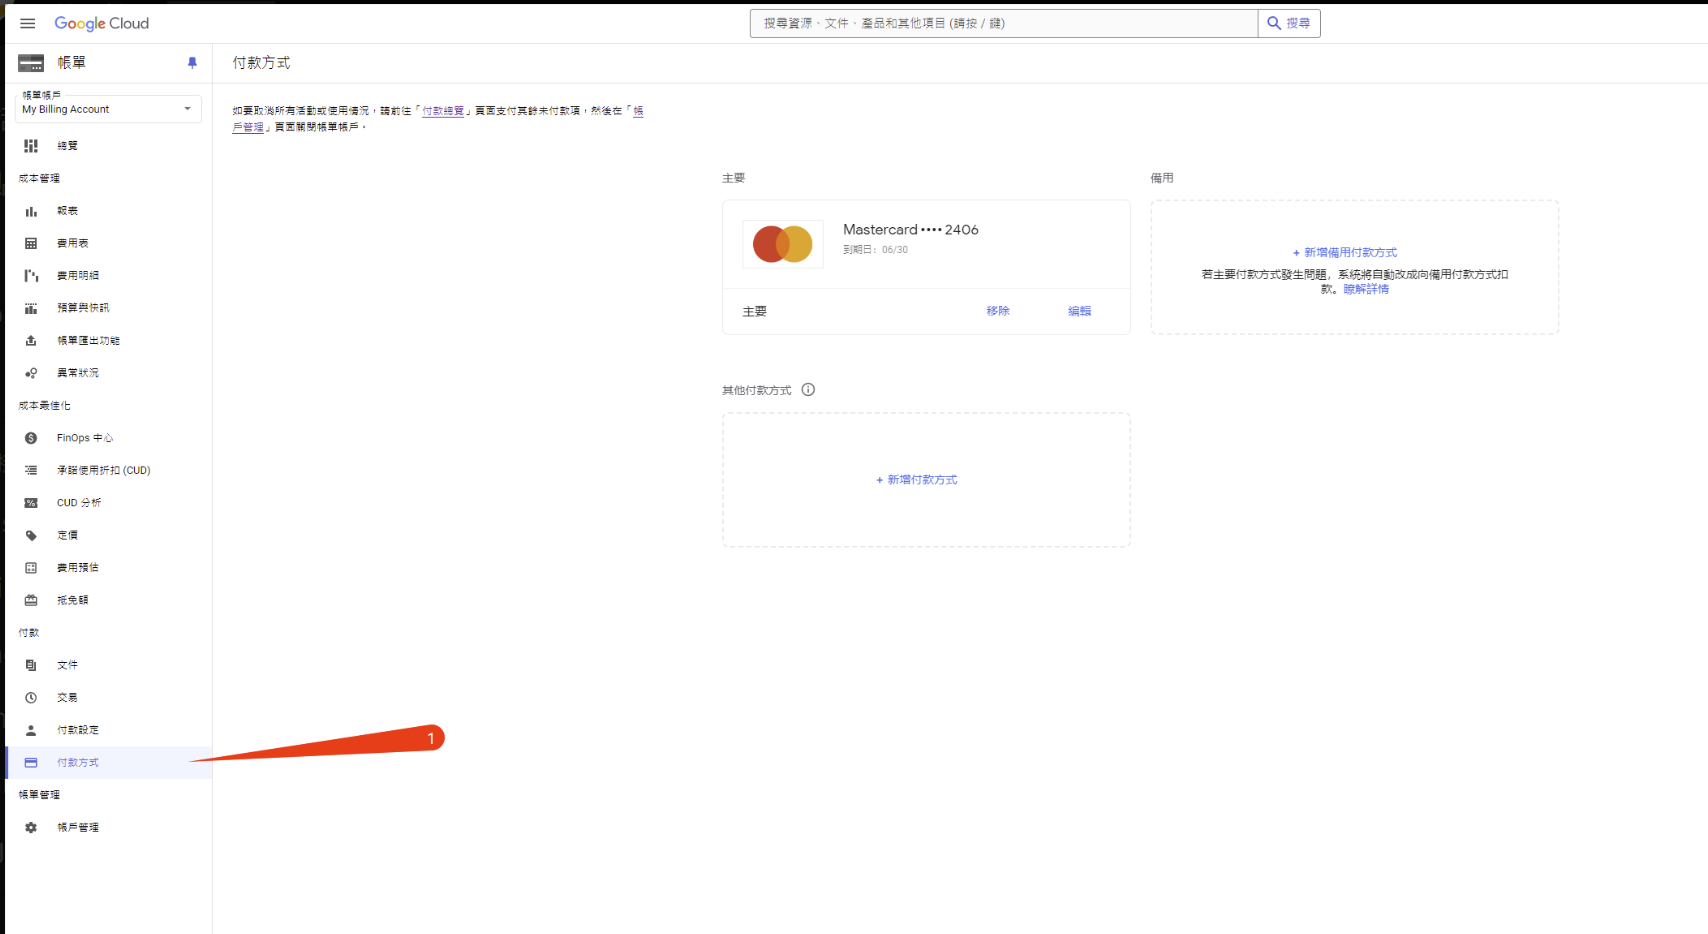 Google Cloud
搜尋資源、文件、產品和其他項目 (請按 / 鍵)
搜尋
帳單
付款方式
帳單帳戶
My Billing Account
如要取消所有活動或使用情況，請前往「付款總覽」頁面支付其餘未付款項，然後在「帳
戶管理」頁面關閉帳單帳戶。
總覽
成本管理
報表
費用表
費用明細
預算與快訊
帳單匯出功能
異常狀況
成本最佳化
FinOps 中心
承諾使用折扣 (CUD)
CUD 分析
定價
費用預估
抵免額
付款
文件
交易
付款設定
付款方式
帳單管理
帳戶管理
1
主要
Mastercard •••• 2406
到期日：06/30
主要
移除
編輯
備用
+ 新增備用付款方式
若主要付款方式發生問題，系統將自動改成向備用付款方式扣
款。瞭解詳情
其他付款方式
+ 新增付款方式